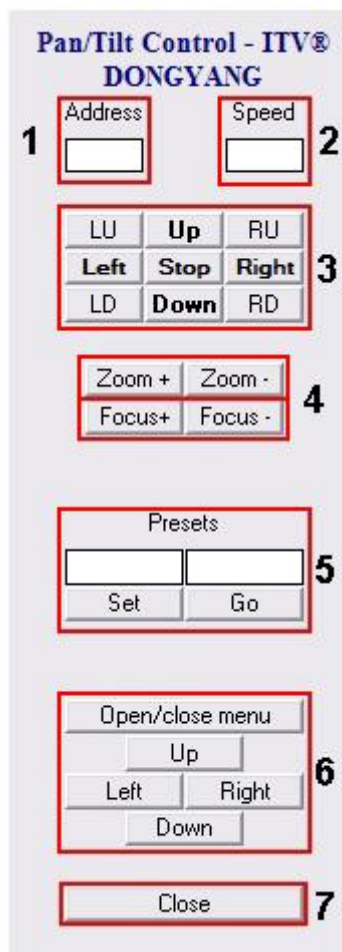 Pan/Tilt Control - ITV®
DONGYANG
1 Address Speed 2
LU Up RU
Left Stop Right 3
LD Down RD
Zoom + Zoom -
4
Focus+ Focus -
Presets
5
Set Go
Open/close menu
Up
6
Left Right
Down
Close 7